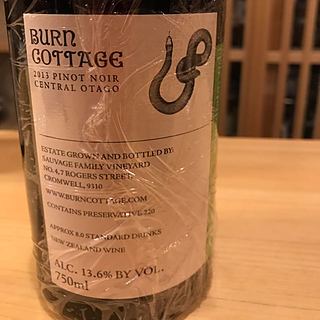 BURN
COTTAGE
2013 PINOT NOIR
CENTRAL OTAGO
ESTATE GROWN AND BOTTLED BY:
SAUVAGE FAMILY VINEYARD
NO. 4,7 ROGERS STREET,
CROMWELL, 9310
WWW.BURNCOTTAGE.COM
CONTAINS PRESERVATIVE 220
APPROX 8.0 STANDARD DRINKS
NEW ZEALAND WINE
ALC. 13.6% BY VOL.
750ml